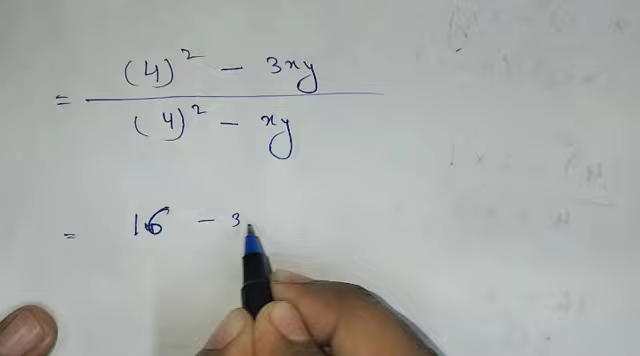 = (4)² - 3xy
(4)² - xy
= 16 - 3